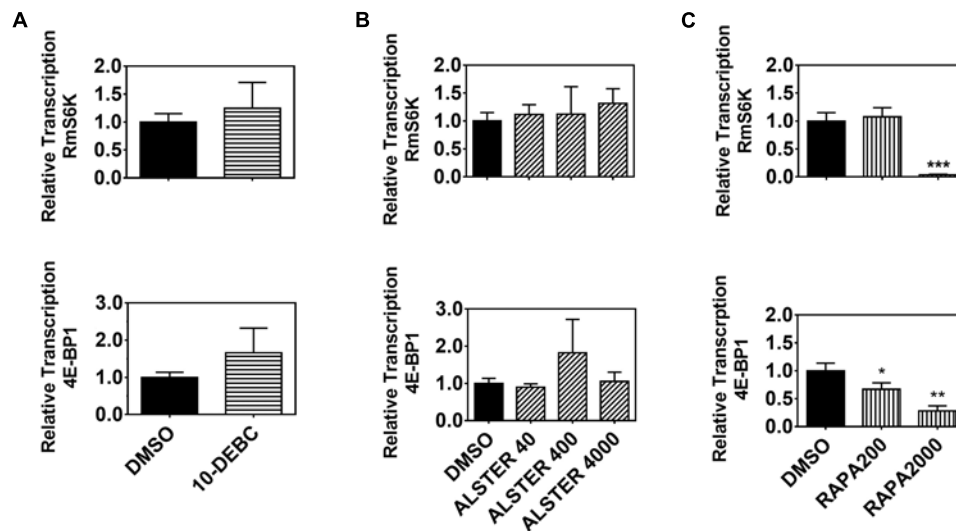 A
B
C
Relative Transcription
RmS6K
2.0
1.5
1.0
0.5
0.0
Relative Transcription
RmS6K
2.0
1.5
1.0
0.5
0.0
Relative Transcription
RmS6K
2.0
1.5
1.0
0.5
0.0
***
Relative Transcription
4E-BP1
3.0
2.0
1.0
0.0
DMSO
10-DEBC
Relative Transcription
4E-BP1
3.0
2.0
1.0
0.0
DMSO
ALSTER 40
ALSTER 400
ALSTER 4000
Relative Transcription
4E-BP1
2.0
1.5
1.0
0.5
0.0
*
**
DMSO
RAPA200
RAPA2000